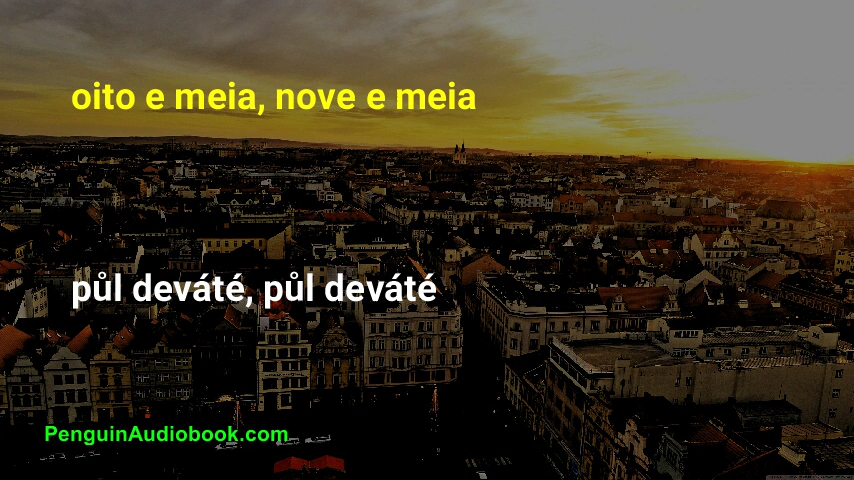 oito e meia, nove e meia
půl deváté, půl deváté
PenguinAudiobook.com